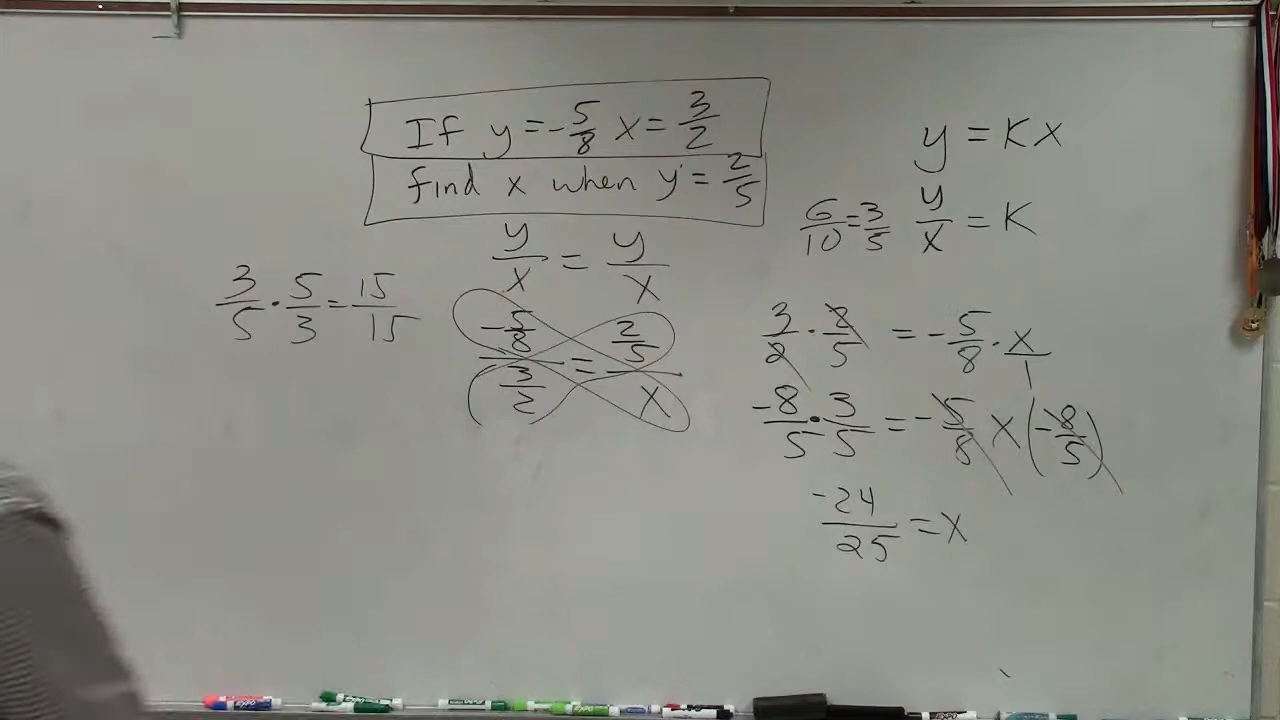 If y = -5/8 x = 3/2
find x when y = 2/5
y/x = y/x
(-5/8)/(3/2) = (2/5)/x
3/5 · 5/3 = 15/15
y = Kx
6/10 = 3/5
y/x = K
3/2 · 2/5 = -5/8 · x/1
-8/5 · 3/5 = -5/8 x (-8/5)
-24/25 = x